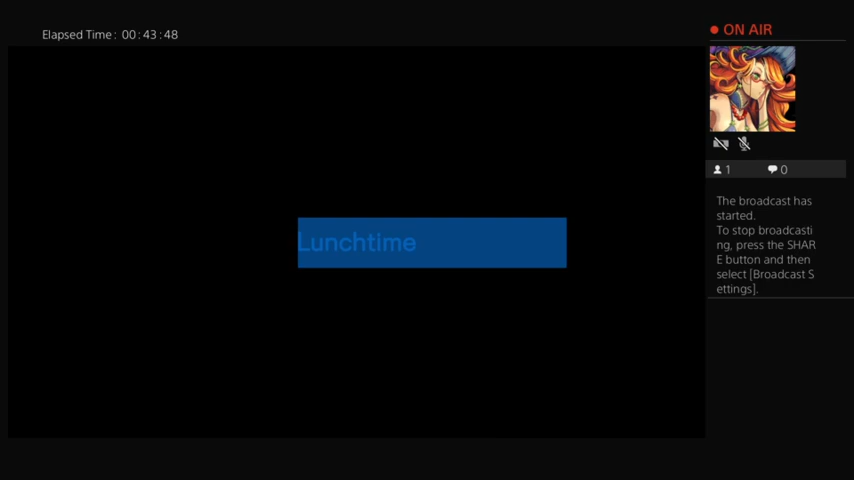 Elapsed Time : 00:43:48
ON AIR
1 0
The broadcast has
started.
To stop broadcasti
ng, press the SHAR
E button and then
select [Broadcast S
ettings].
Lunchtime